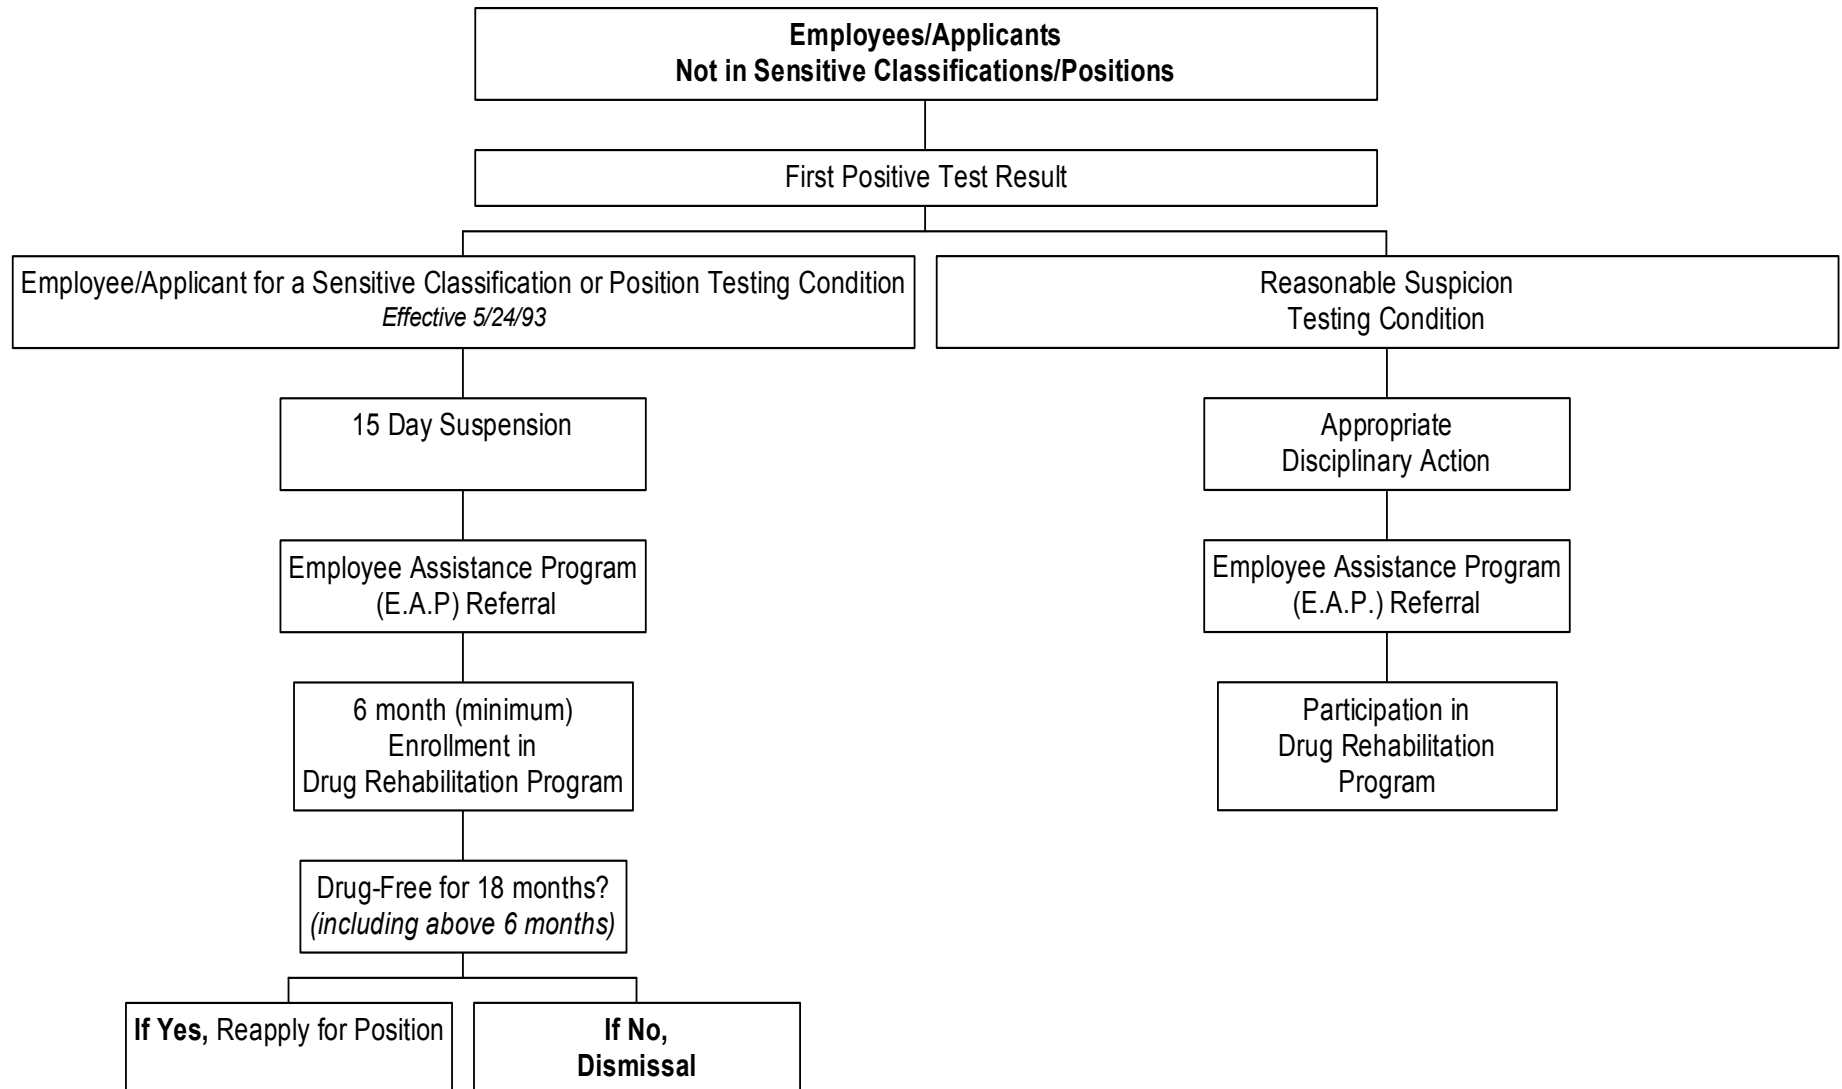 Employees/Applicants
Not in Sensitive Classifications/Positions
First Positive Test Result
Employee/Applicant for a Sensitive Classification or Position Testing Condition
Effective 5/24/93
Reasonable Suspicion
Testing Condition
15 Day Suspension
Appropriate
Disciplinary Action
Employee Assistance Program
(E.A.P) Referral
Employee Assistance Program
(E.A.P.) Referral
6 month (minimum)
Enrollment in
Drug Rehabilitation Program
Participation in
Drug Rehabilitation
Program
Drug-Free for 18 months?
(including above 6 months)
If Yes, Reapply for Position
If No,
Dismissal